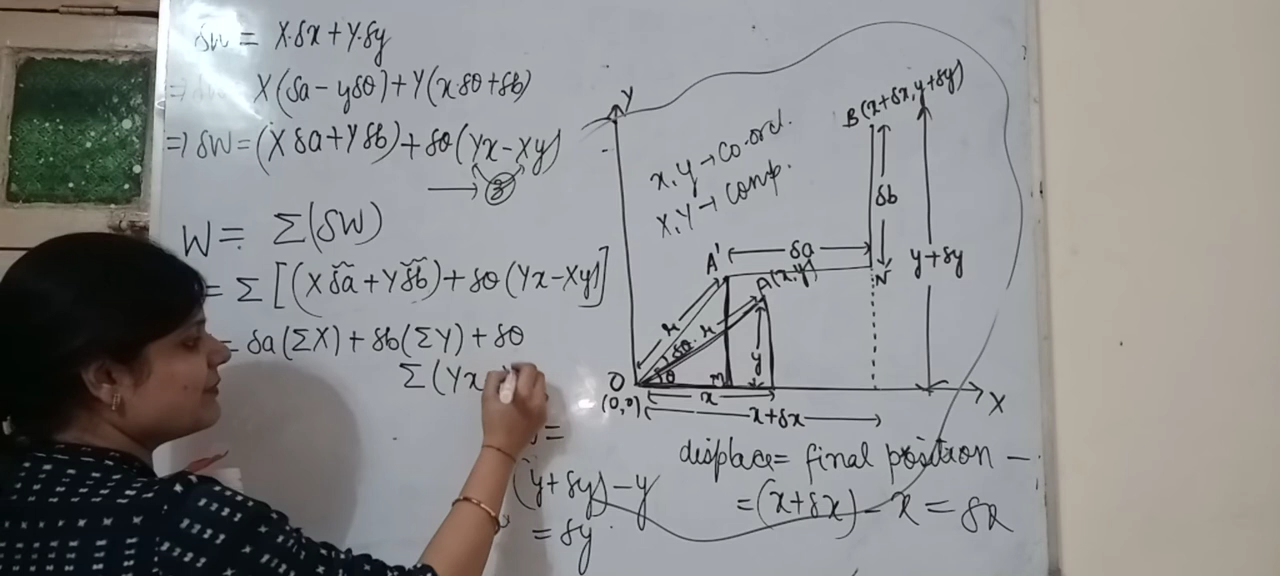 δW = X.δx + Y.δy
⇒ X(δa − yδθ) + Y(xδθ + δb)
⇒ δW = (Xδa + Yδb) + δθ(Yx − Xy)
W = Σ(δW)
= Σ[(Xδa + Yδb) + δθ(Yx − Xy)]
= δa(ΣX) + δb(ΣY) + δθ
Σ(Yx
(y+δy) − y
= δy
Y
x, y → co-ord.
X, Y → comp.
B(x+δx, y+δy)
δb
y+δy
δa
A'
A(x,y)
N
r
r
δθ
θ
y
O
M
(0,0)
x
x+δx
X
displace = final position −
= (x+δx) − x = δx